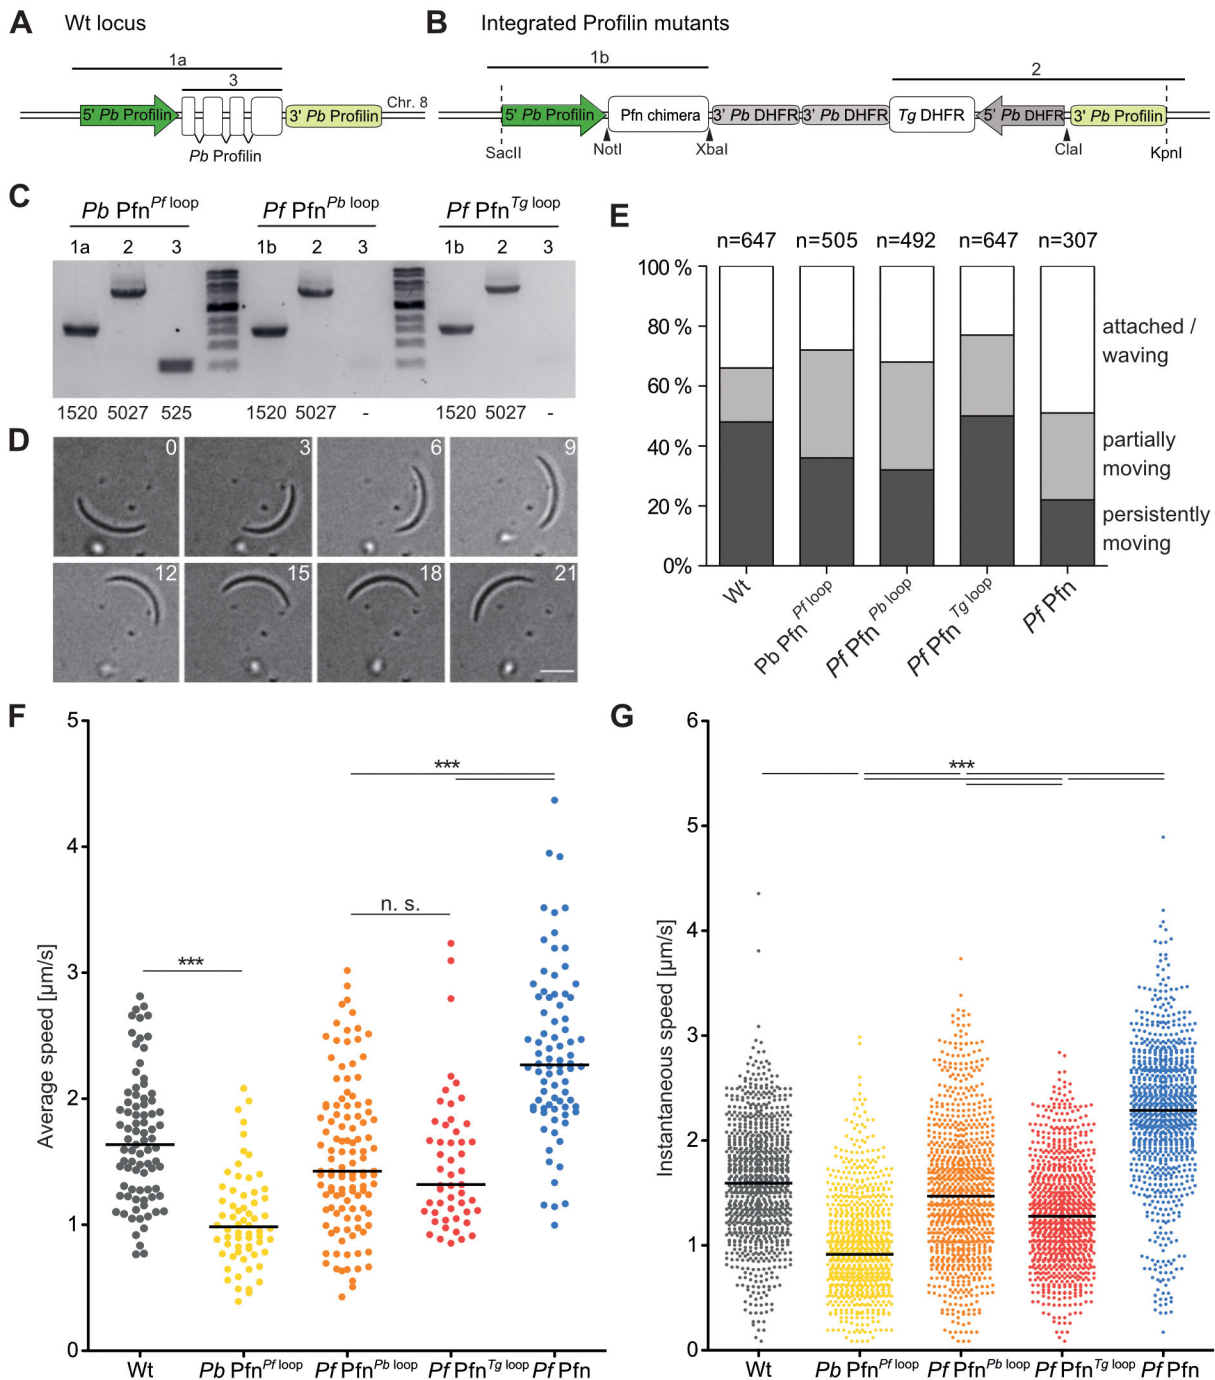 A Wt locus
1a
3
5' Pb Profilin
3' Pb Profilin
Chr. 8
Pb Profilin
B Integrated Profilin mutants
1b
2
5' Pb Profilin
Pfn chimera
3' Pb DHFR
3' Pb DHFR
Tg DHFR
5' Pb DHFR
3' Pb Profilin
SacII
NotI
XbaI
ClaI
KpnI
C
Pb Pfn Pf loop
Pf Pfn Pb loop
Pf Pfn Tg loop
1a 2 3 1b 2 3 1b 2 3
1520 5027 525 1520 5027 - 1520 5027 -
D
0 3 6 9
12 15 18 21
E
n=647 n=505 n=492 n=647 n=307
100 %
80 %
60 %
40 %
20 %
0%
attached /
waving
partially
moving
persistently
moving
Wt
Pb Pfn Pf loop
Pf Pfn Pb loop
Pf Pfn Tg loop
Pf Pfn
F
Average speed [µm/s]
5
4
3
2
1
0
***
n. s.
***
Wt Pb Pfn Pf loop Pf Pfn Pb loop Pf Pfn Tg loop Pf Pfn
G
Instantaneous speed [µm/s]
6
5
4
3
2
1
0
***
Wt Pb Pfn Pf loop Pf Pfn Pb loop Pf Pfn Tg loop Pf Pfn